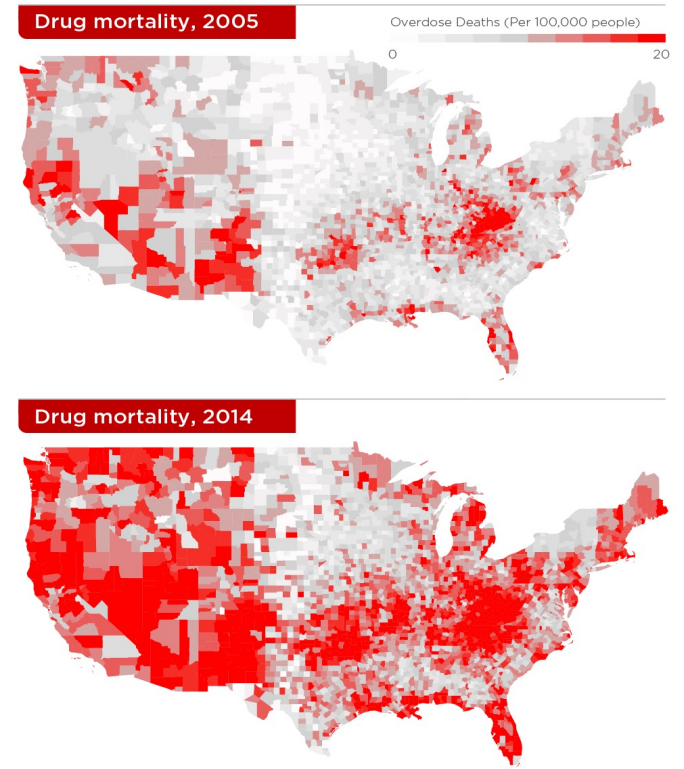 Drug mortality, 2005
Overdose Deaths (Per 100,000 people)
0 20
Drug mortality, 2014